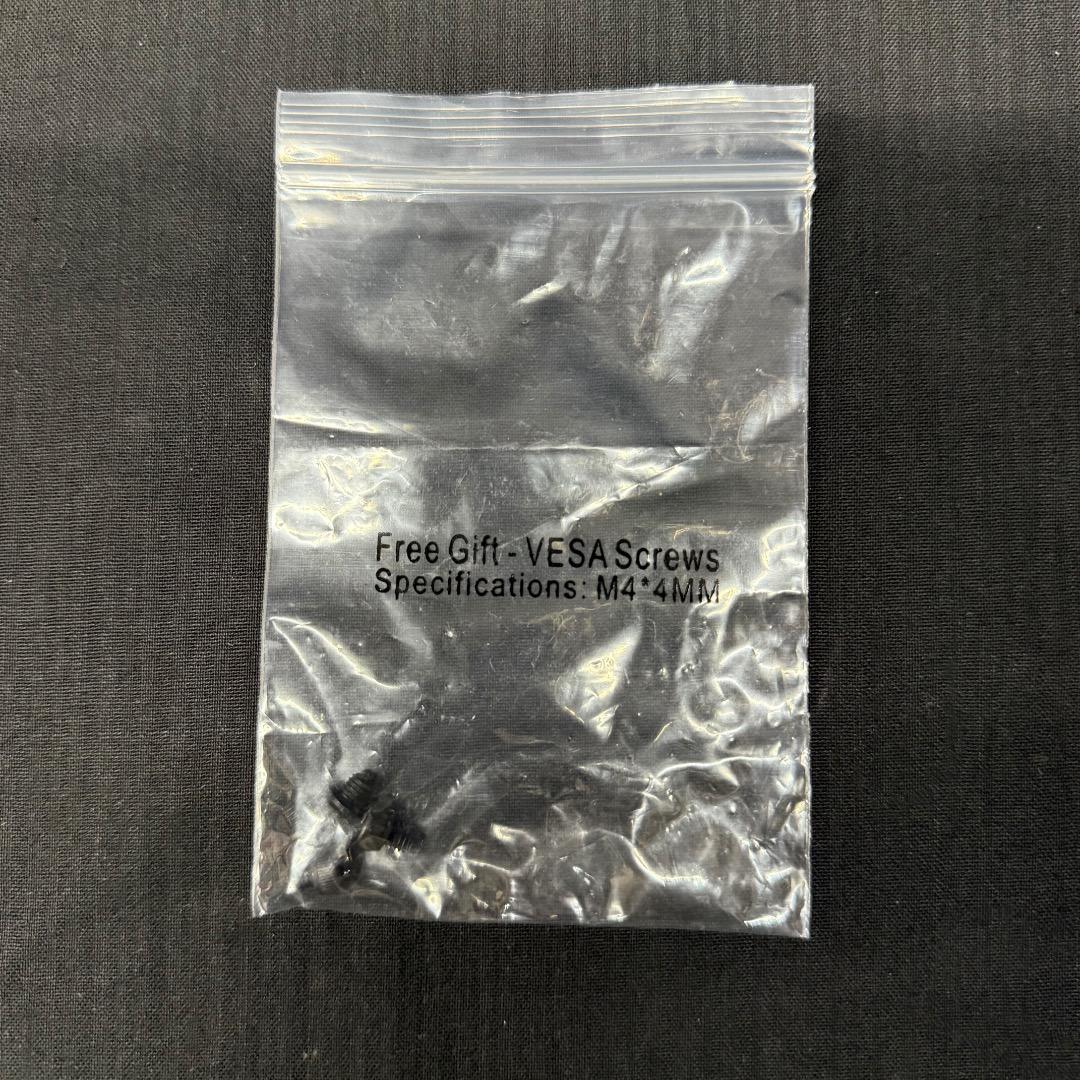 Free Gift - VESA Screws
Specifications: M4*4MM